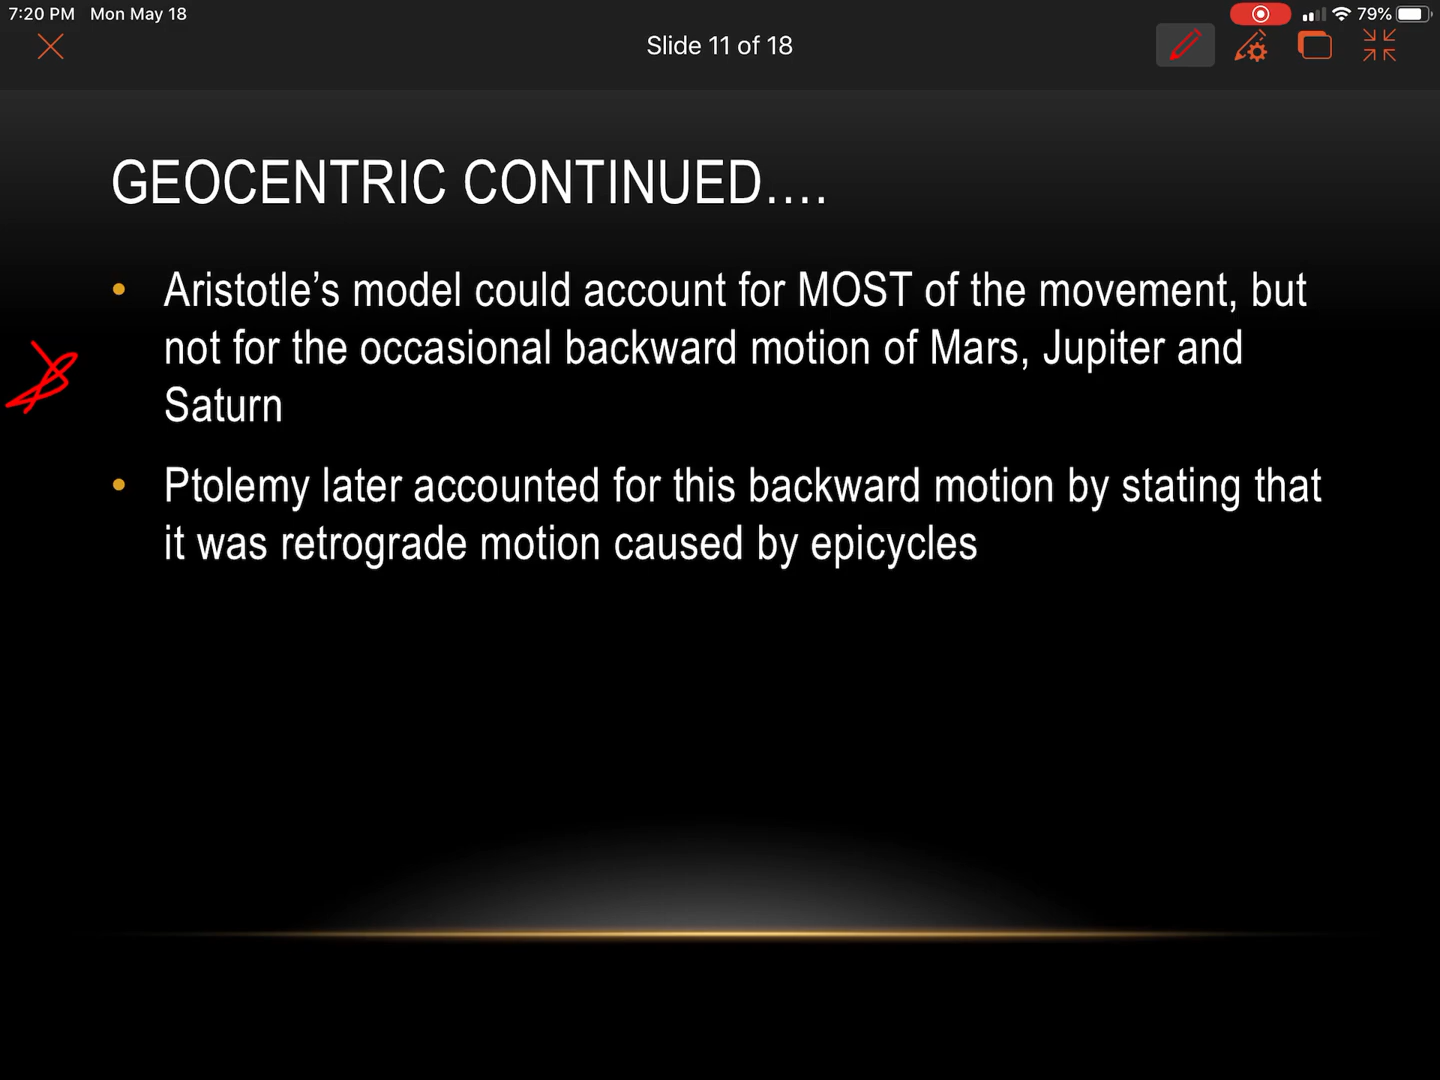 7:20 PM Mon May 18
79%
Slide 11 of 18
GEOCENTRIC CONTINUED….
• Aristotle’s model could account for MOST of the movement, but
not for the occasional backward motion of Mars, Jupiter and
Saturn
• Ptolemy later accounted for this backward motion by stating that
it was retrograde motion caused by epicycles